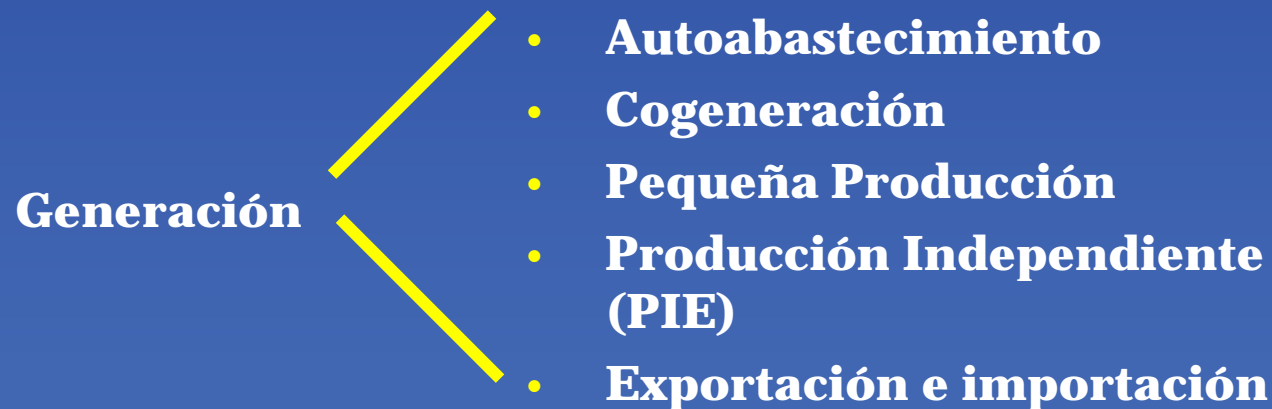 Generación
• Autoabastecimiento
• Cogeneración
• Pequeña Producción
• Producción Independiente
(PIE)
• Exportación e importación